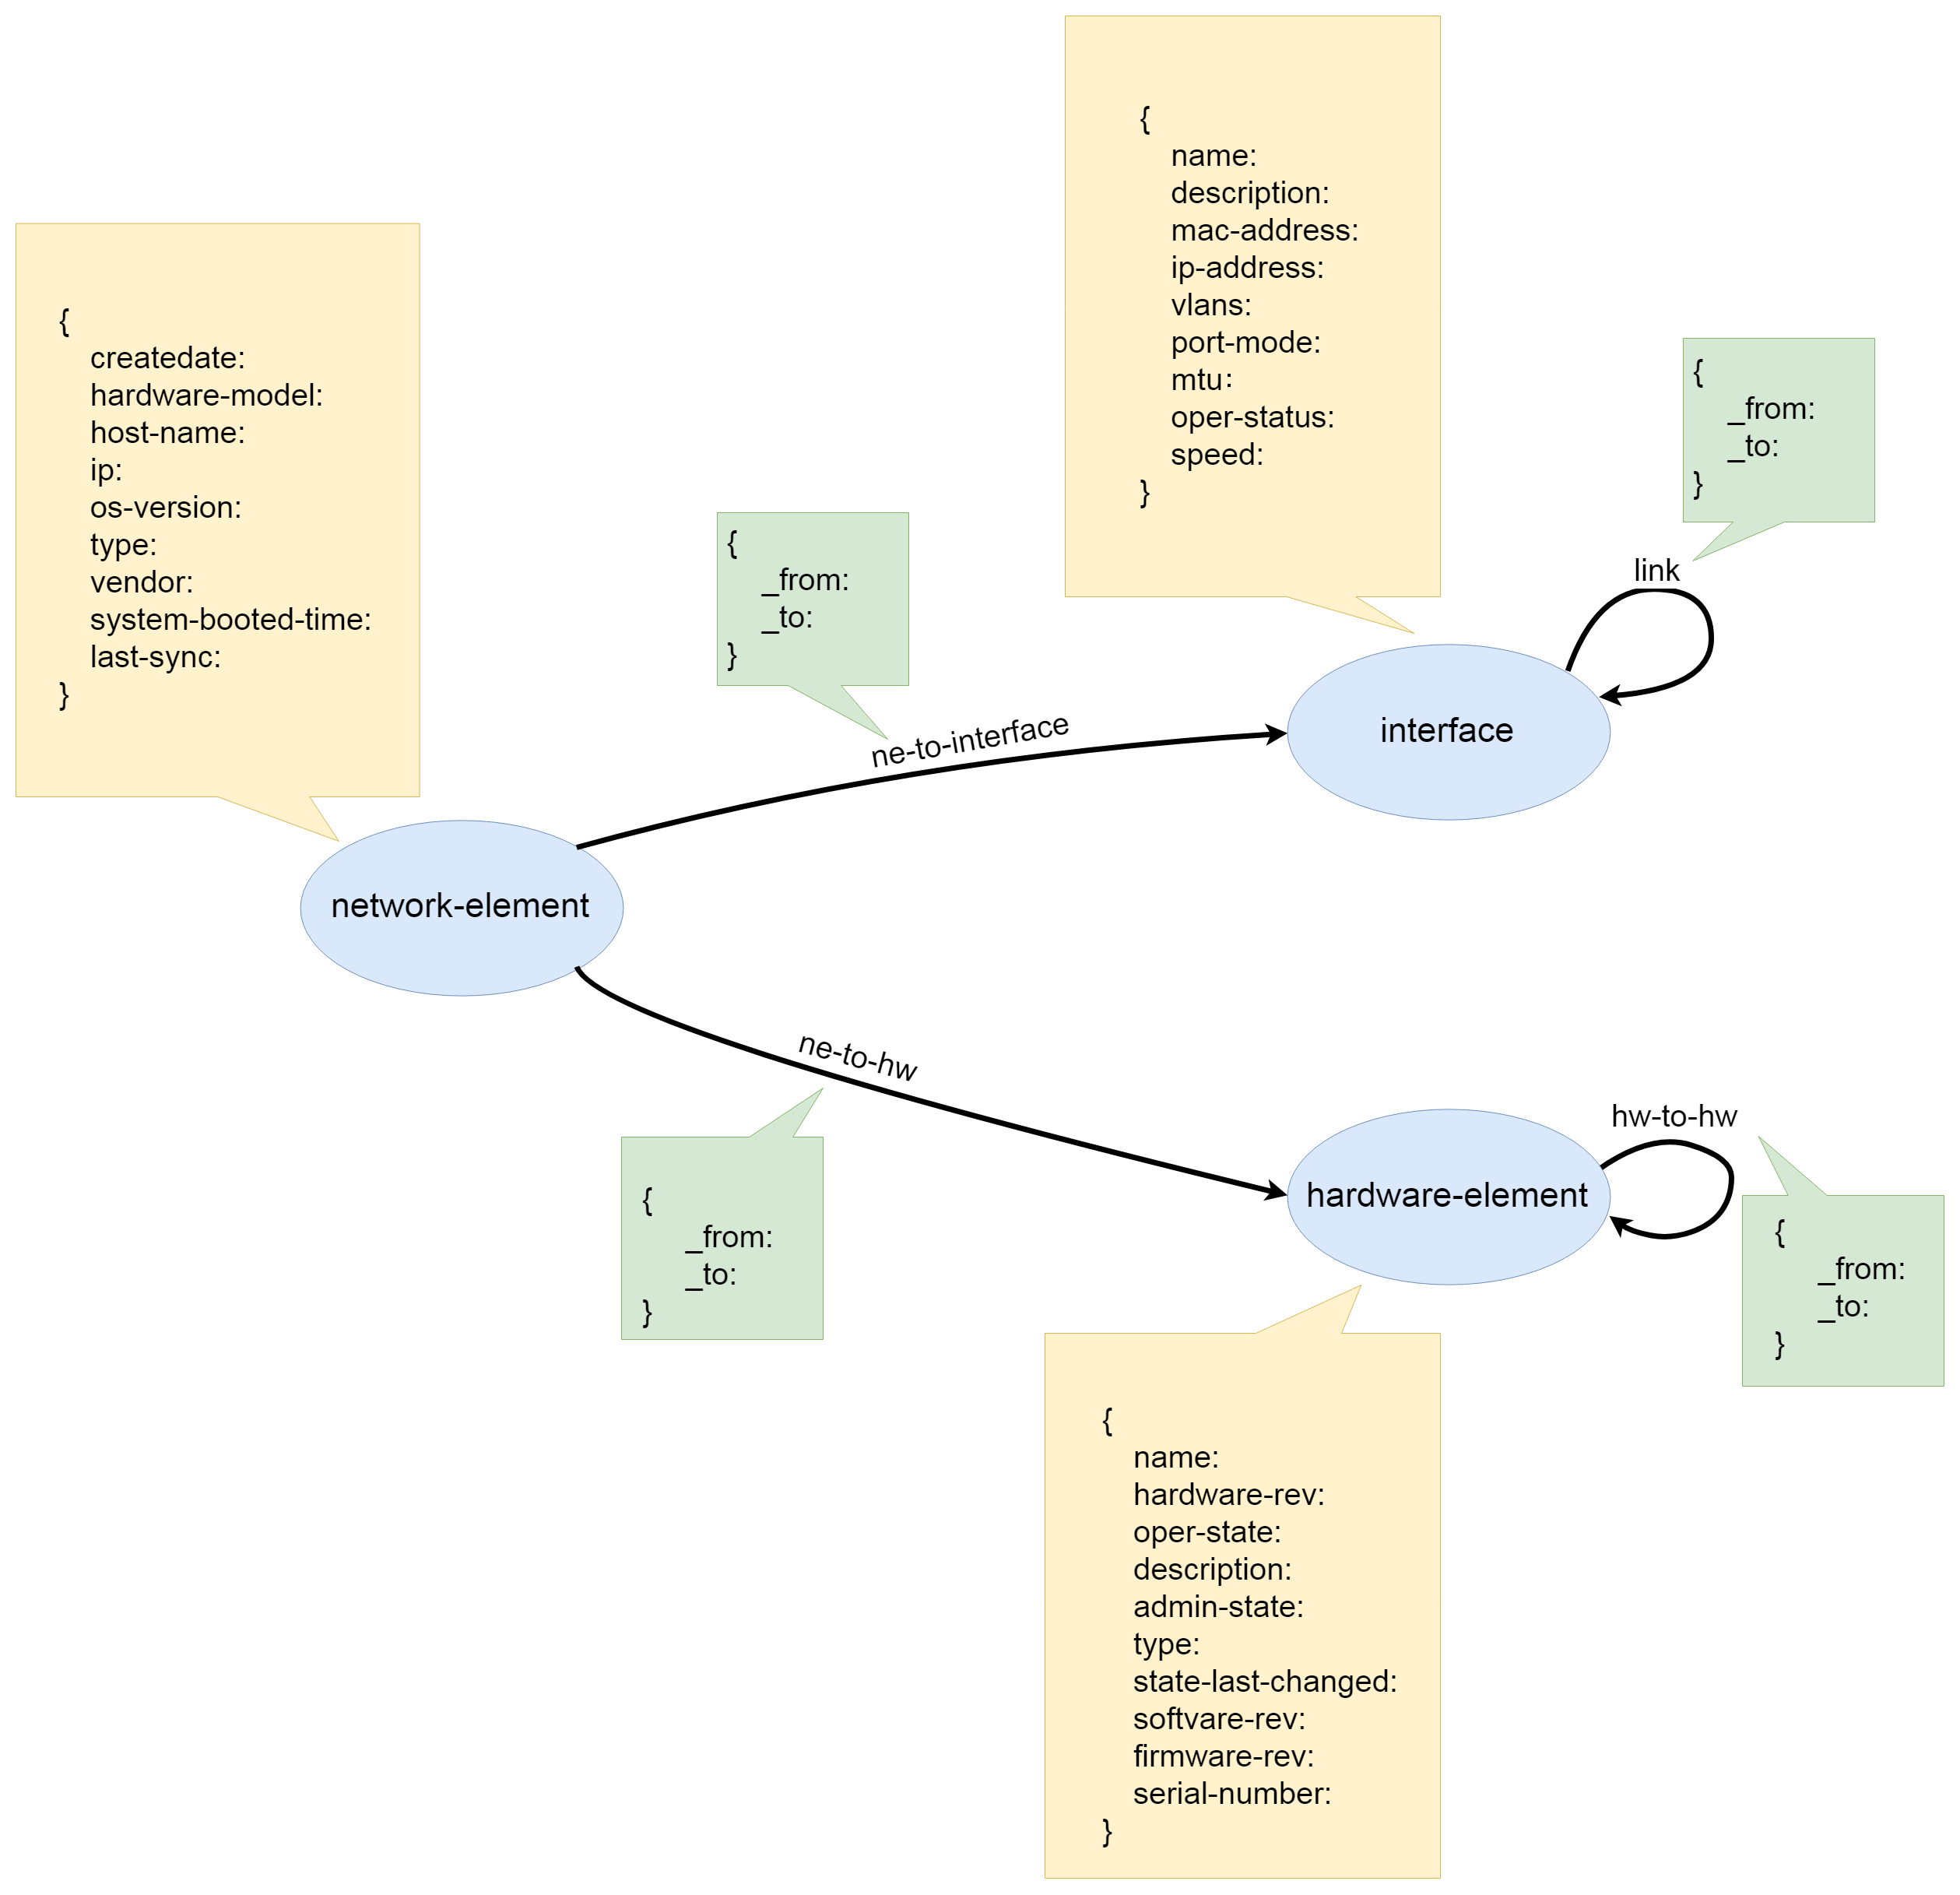 {
name:
description:
mac-address:
ip-address:
vlans:
port-mode:
mtu:
oper-status:
speed:
}
{
createdate:
hardware-model:
host-name:
ip:
os-version:
type:
vendor:
system-booted-time:
last-sync:
}
{
_from:
_to:
}
link
{
_from:
_to:
}
ne-to-interface
interface
network-element
ne-to-hw
hw-to-hw
hardware-element
{
_from:
_to:
}
{
_from:
_to:
}
{
name:
hardware-rev:
oper-state:
description:
admin-state:
type:
state-last-changed:
softvare-rev:
firmware-rev:
serial-number:
}